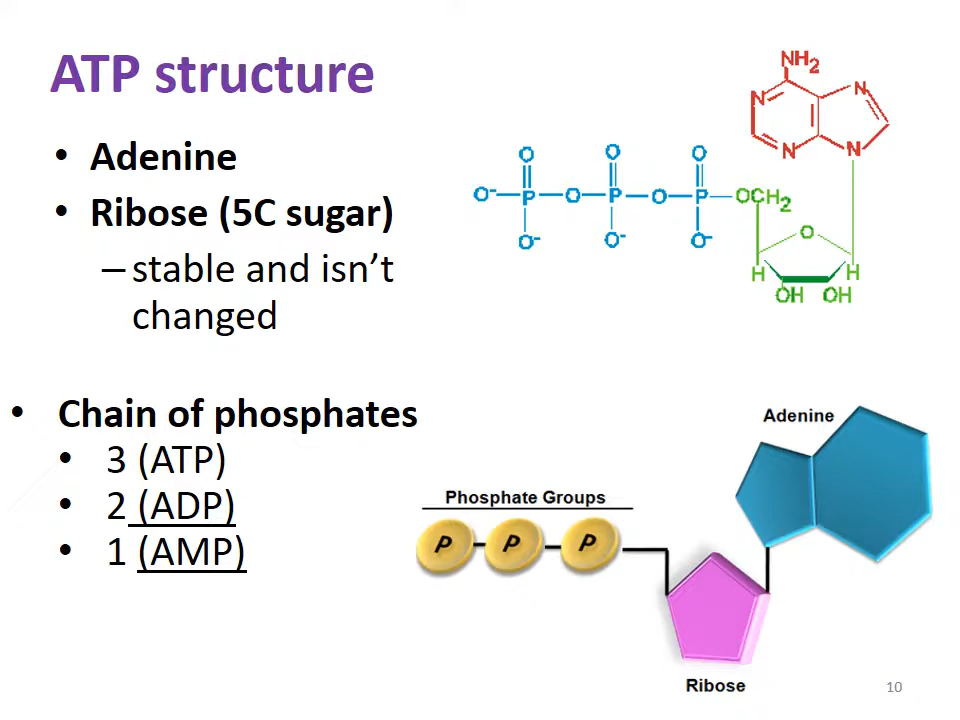 ATP structure
• Adenine
• Ribose (5C sugar)
– stable and isn’t
changed
• Chain of phosphates
• 3 (ATP)
• 2 (ADP)
• 1 (AMP)
NH2
N
N
N
N
O
O
O
O-
P
O
P
O
P
OCH2
O-
O-
O-
O
H
H
OH
OH
Adenine
Phosphate Groups
P
P
P
Ribose
10